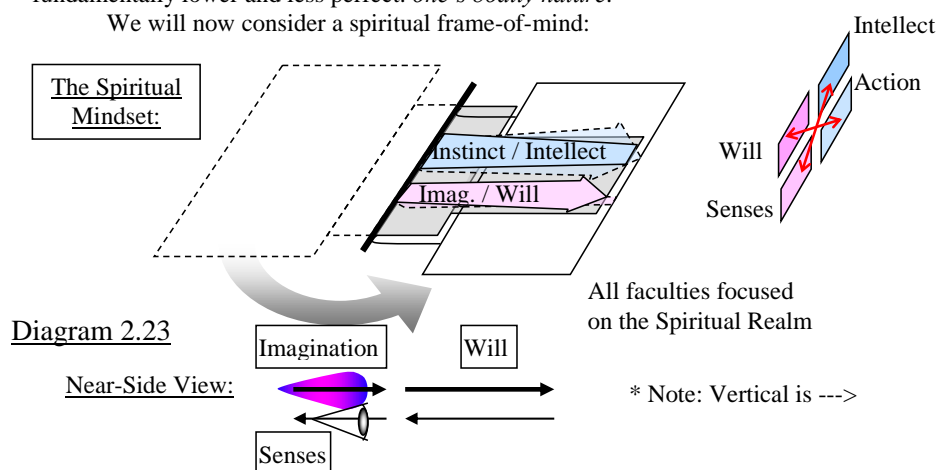 fundamentally lower and less perfect: one's bodily nature.
We will now consider a spiritual frame-of-mind:
The Spiritual
Mindset:
Instinct / Intellect
Imag. / Will
Intellect
Action
Will
Senses
All faculties focused
on the Spiritual Realm
Diagram 2.23
Imagination
Will
Near-Side View:
* Note: Vertical is --->
Senses